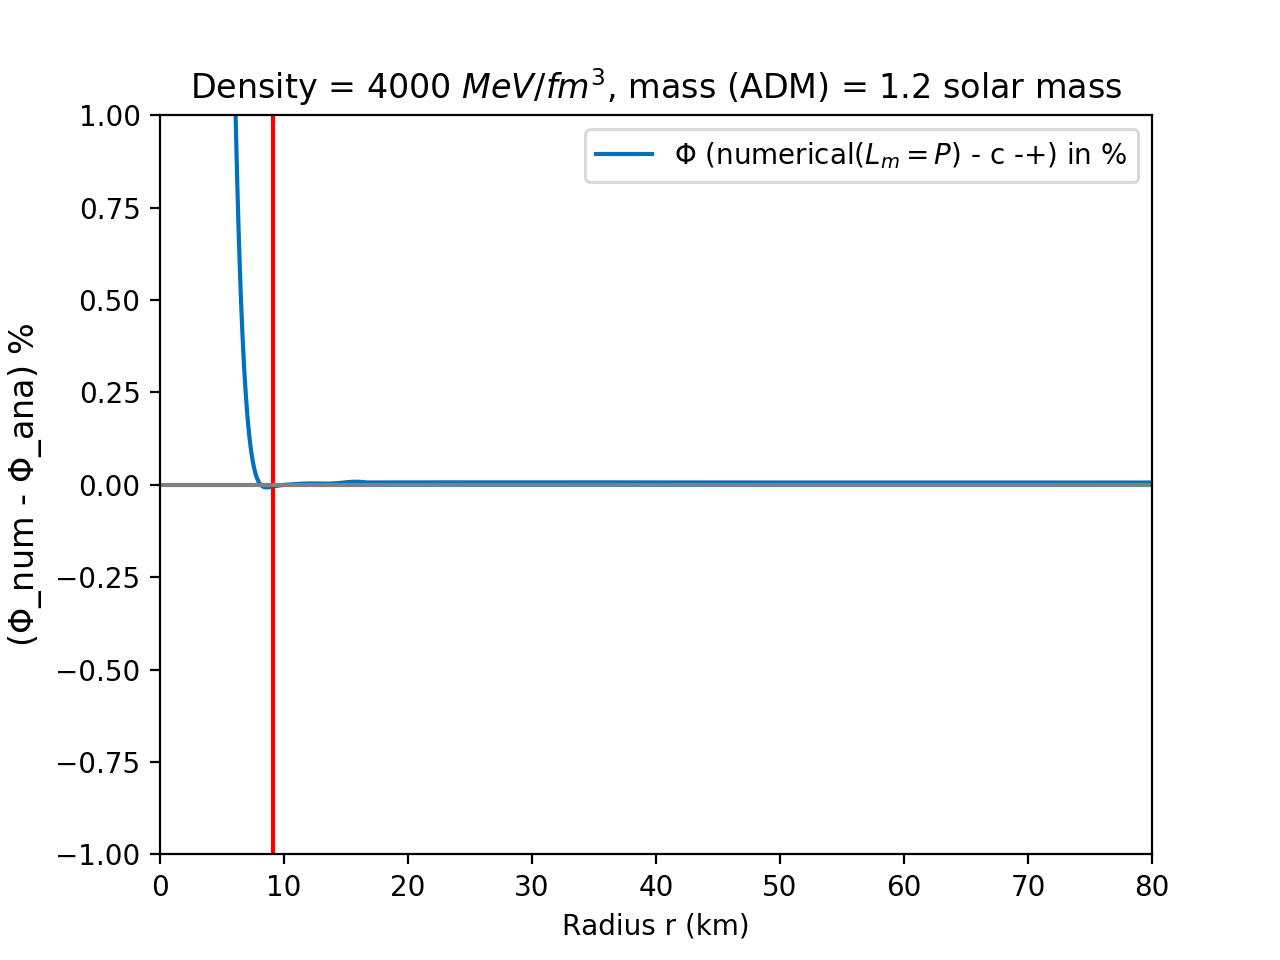 Density = 4000 MeV/fm³, mass (ADM) = 1.2 solar mass
Φ (numerical(Lₘ = P) - c -+) in %
(Φ_num - Φ_ana) %
1.00
0.75
0.50
0.25
0.00
−0.25
−0.50
−0.75
−1.00
0 10 20 30 40 50 60 70 80
Radius r (km)